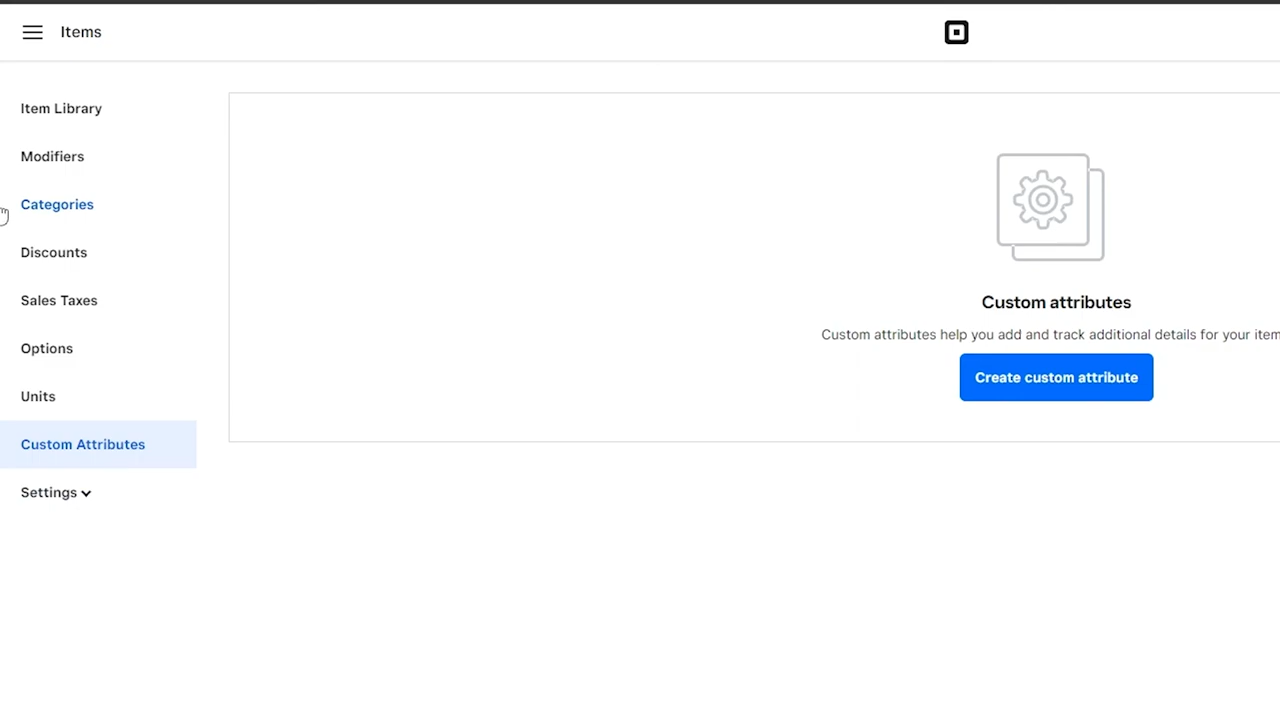 Items
Item Library
Modifiers
Categories
Discounts
Sales Taxes
Options
Units
Custom Attributes
Settings
Custom attributes
Custom attributes help you add and track additional details for your item
Create custom attribute